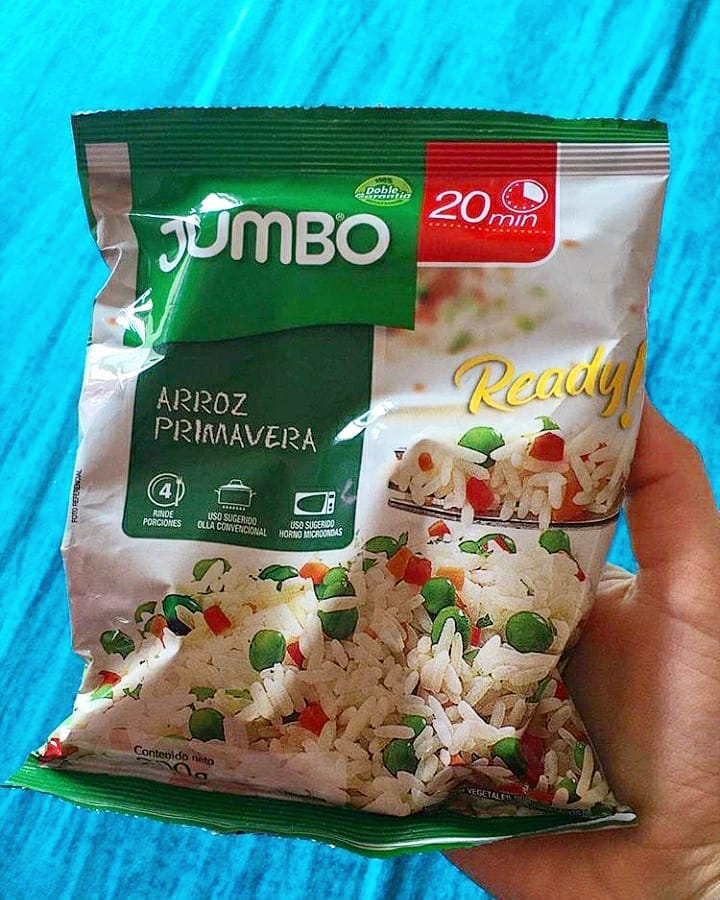 100%
Doble
Garantía
JUMBO®
20 min
Ready!
ARROZ
PRIMAVERA
4
RINDE
PORCIONES
USO SUGERIDO
OLLA CONVENCIONAL
USO SUGERIDO
HORNO MICROONDAS
FOTO REFERENCIAL
Contenido neto
VEGETALES